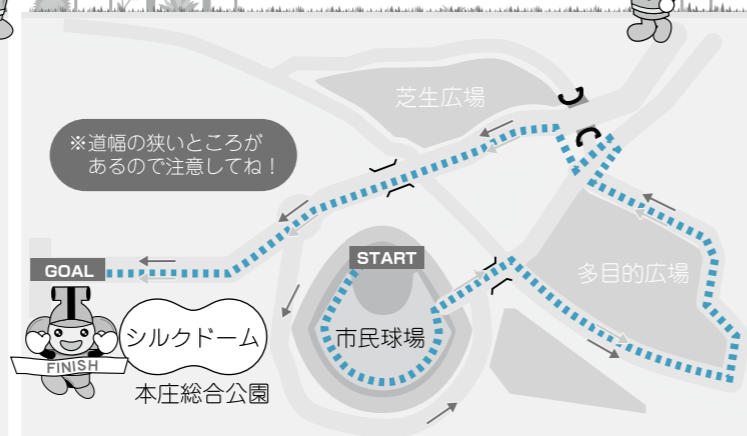 芝生広場
※道幅の狭いところが
あるので注意してね！
GOAL
START
多目的広場
シルクドーム
市民球場
FINISH
本庄総合公園